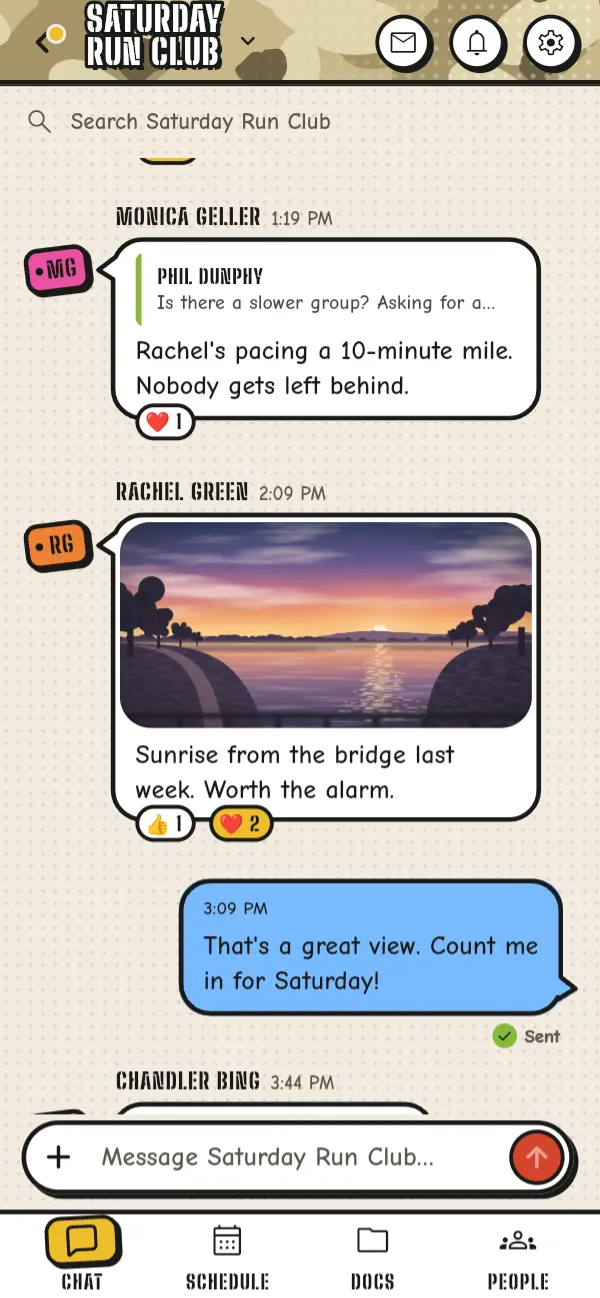 SATURDAY
RUN CLUB
Search Saturday Run Club
MONICA GELLER 1:19 PM
MG
PHIL DUNPHY
Is there a slower group? Asking for a...
Rachel's pacing a 10-minute mile.
Nobody gets left behind.
❤️ 1
RACHEL GREEN 2:09 PM
RG
Sunrise from the bridge last
week. Worth the alarm.
👍 1 ❤️ 2
3:09 PM
That's a great view. Count me
in for Saturday!
Sent
CHANDLER BING 3:44 PM
Message Saturday Run Club...
CHAT SCHEDULE DOCS PEOPLE